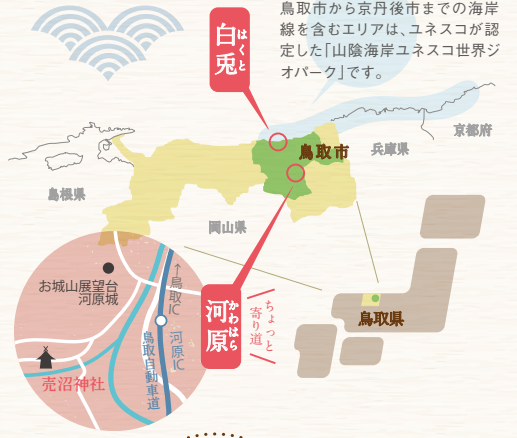 鳥取市から京丹後市までの海岸
線を含むエリアは、ユネスコが認
定した「山陰海岸ユネスコ世界ジ
オパーク」です。
白兎
はくと
鳥取市
兵庫県
京都府
島根県
岡山県
お城山展望台
河原城
↑鳥取IC
河原IC
鳥取自動車道
売沼神社
河原
かわはら
ちょっと
寄り道
鳥取県